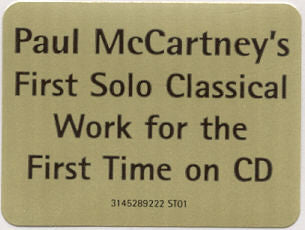 Paul McCartney's
First Solo Classical
Work for the
First Time on CD
3145289222 ST01